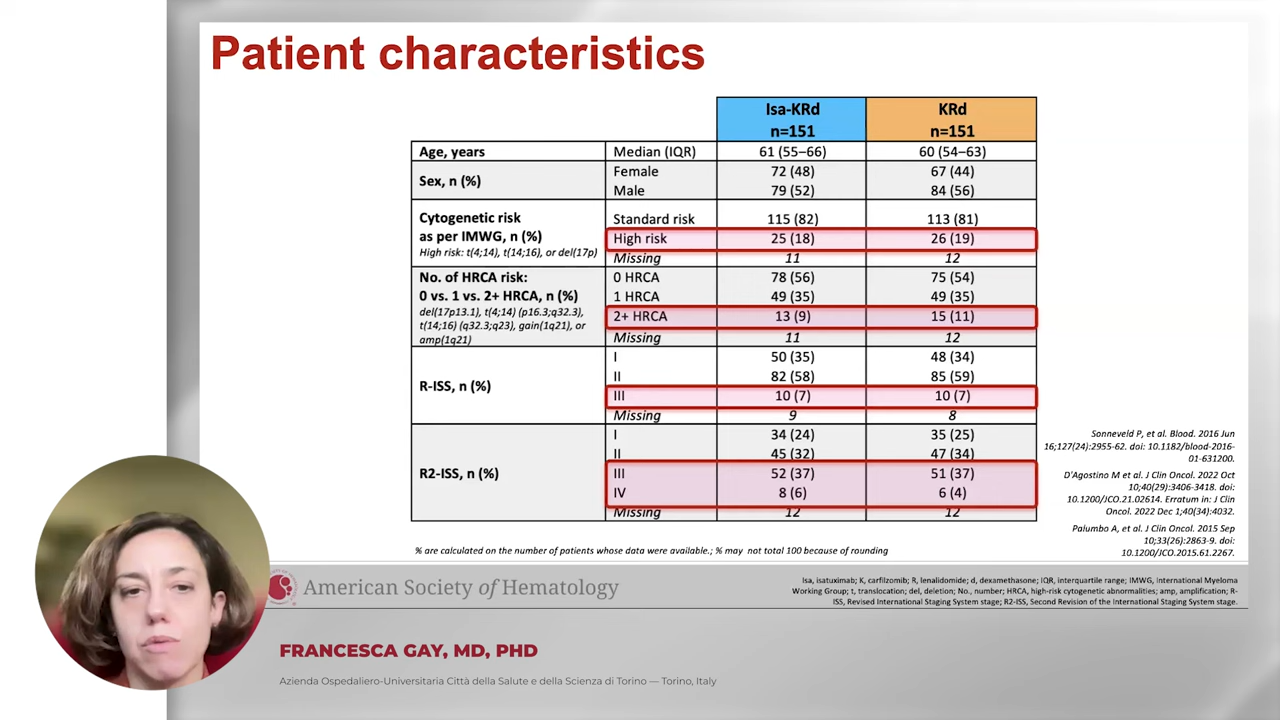 Patient characteristics
Isa-KRd KRd
n=151 n=151
Age, years Median (IQR) 61 (55–66) 60 (54–63)
Sex, n (%) Female 72 (48) 67 (44)
Male 79 (52) 84 (56)
Cytogenetic risk
as per IMWG, n (%)
High risk: t(4;14), t(14;16), or del(17p)
Standard risk 115 (82) 113 (81)
High risk 25 (18) 26 (19)
Missing 11 12
No. of HRCA risk:
0 vs. 1 vs. 2+ HRCA, n (%)
del(17p13.1), t(4;14) (p16.3;q32.3),
t(14;16) (q32.3;q23), gain(1q21), or
amp(1q21)
0 HRCA 78 (56) 75 (54)
1 HRCA 49 (35) 49 (35)
2+ HRCA 13 (9) 15 (11)
Missing 11 12
R-ISS, n (%)
I 50 (35) 48 (34)
II 82 (58) 85 (59)
III 10 (7) 10 (7)
Missing 9 8
R2-ISS, n (%)
I 34 (24) 35 (25)
II 45 (32) 47 (34)
III 52 (37) 51 (37)
IV 8 (6) 6 (4)
Missing 12 12
Sonneveld P, et al. Blood. 2016 Jun
16;127(24):2955-62. doi: 10.1182/blood-2016-
01-631200.
D'Agostino M et al. J Clin Oncol. 2022 Oct
10;40(29):3406-3418. doi:
10.1200/JCO.21.02614. Erratum in: J Clin
Oncol. 2022 Dec 1;40(34):4032.
Palumbo A, et al. J Clin Oncol. 2015 Sep
10;33(26):2863-9. doi:
10.1200/JCO.2015.61.2267.
% are calculated on the number of patients whose data were available.; % may not total 100 because of rounding
American Society of Hematology
Isa, isatuximab; K, carfilzomib; R, lenalidomide; d, dexamethasone; IQR, interquartile range; IMWG, International Myeloma
Working Group; t, translocation; del, deletion; No., number; HRCA, high-risk cytogenetic abnormalities; amp, amplification; R-
ISS, Revised International Staging System stage; R2-ISS, Second Revision of the International Staging System stage.
FRANCESCA GAY, MD, PHD
Azienda Ospedaliero-Universitaria Città della Salute e della Scienza di Torino — Torino, Italy